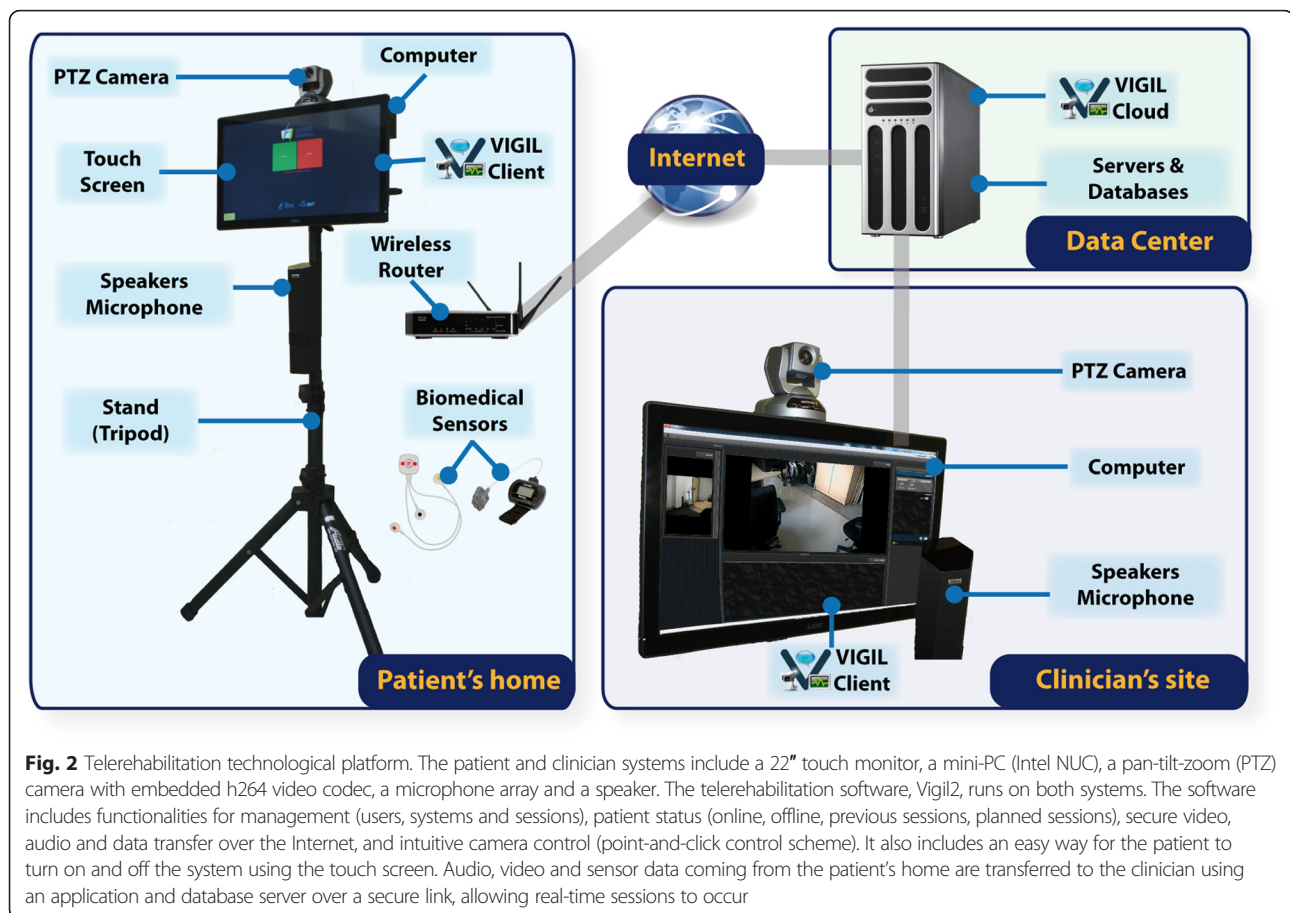 PTZ Camera
Computer
Touch
Screen
VIGIL
Client
Wireless
Router
Speakers
Microphone
Stand
(Tripod)
Biomedical
Sensors
Patient's home
Internet
VIGIL
Cloud
Servers &
Databases
Data Center
PTZ Camera
Computer
Speakers
Microphone
VIGIL
Client
Clinician's site
Fig. 2 Telerehabilitation technological platform. The patient and clinician systems include a 22" touch monitor, a mini-PC (Intel NUC), a pan-tilt-zoom (PTZ)
camera with embedded h264 video codec, a microphone array and a speaker. The telerehabilitation software, Vigil2, runs on both systems. The software
includes functionalities for management (users, systems and sessions), patient status (online, offline, previous sessions, planned sessions), secure video,
audio and data transfer over the Internet, and intuitive camera control (point-and-click control scheme). It also includes an easy way for the patient to
turn on and off the system using the touch screen. Audio, video and sensor data coming from the patient's home are transferred to the clinician using
an application and database server over a secure link, allowing real-time sessions to occur